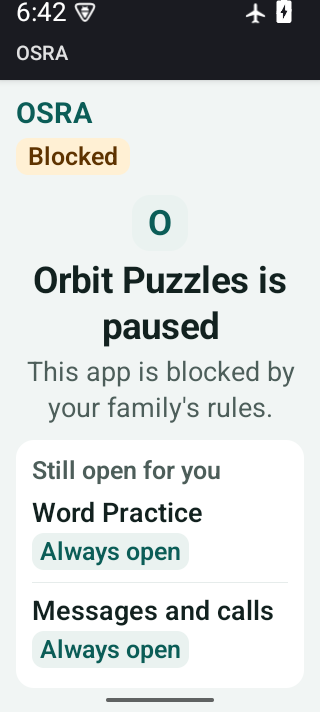 6:42
OSRA
OSRA
Blocked
O
Orbit Puzzles is
paused
This app is blocked by
your family's rules.
Still open for you
Word Practice
Always open
Messages and calls
Always open